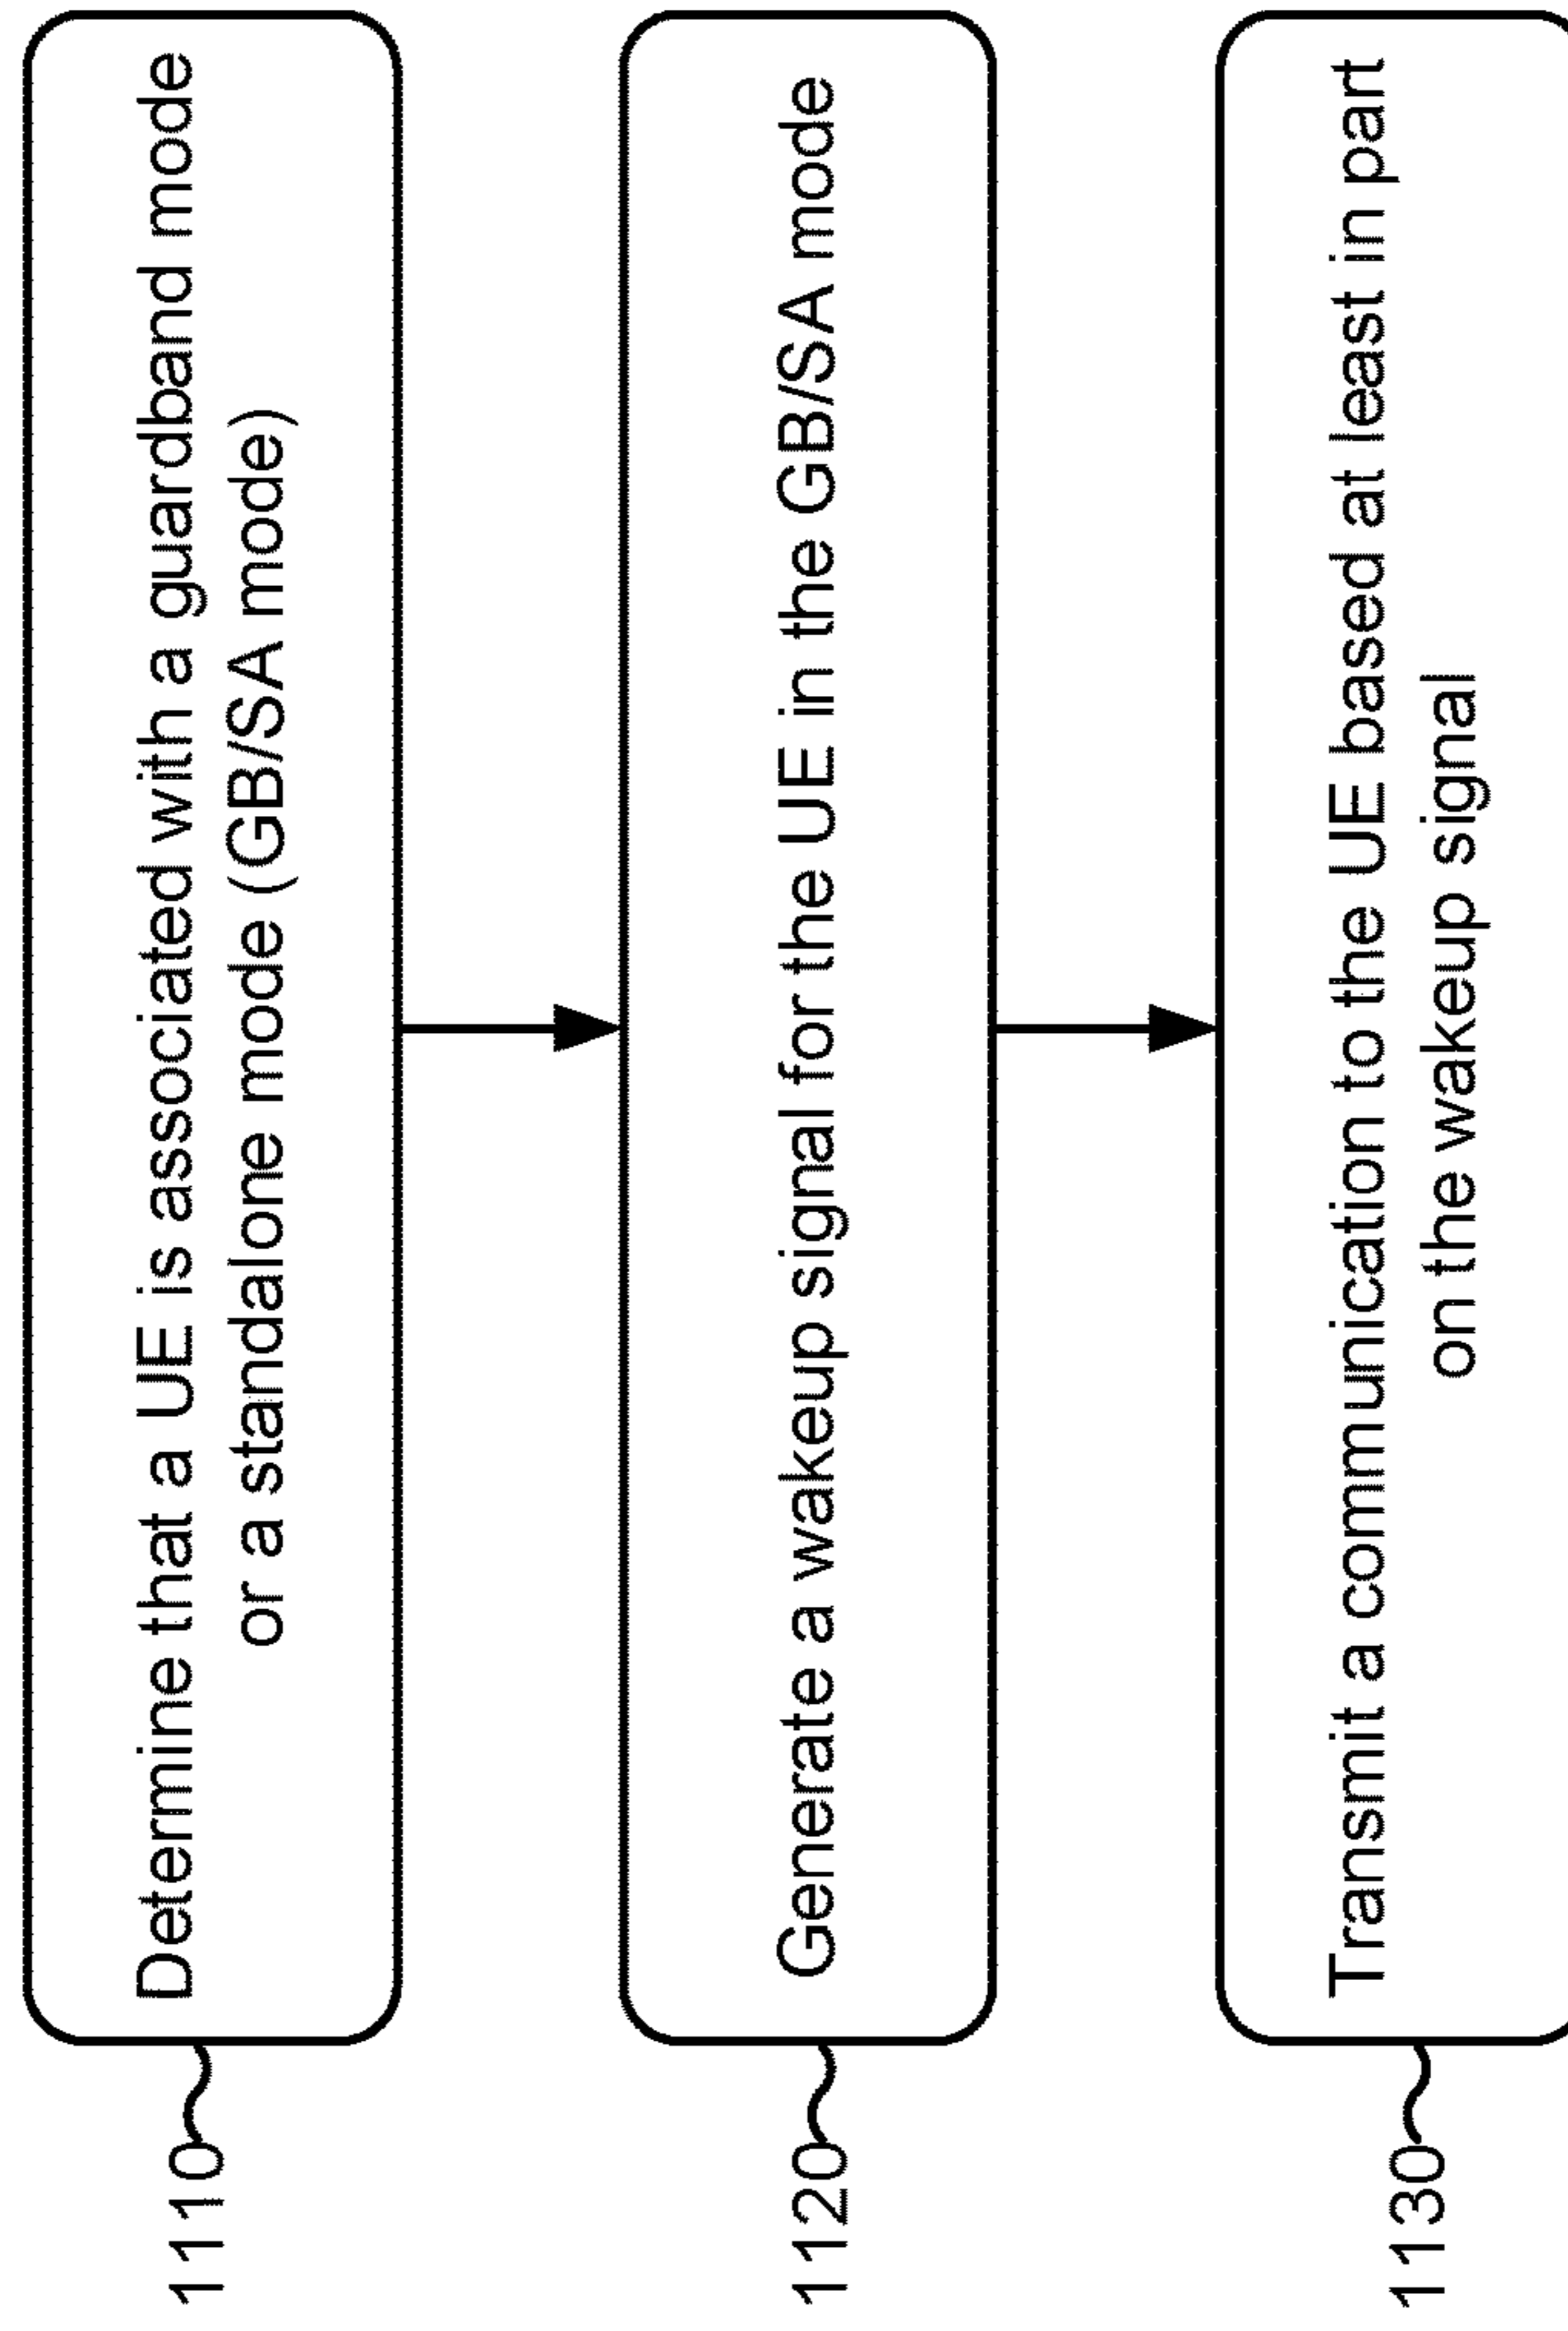 1110
Determine that a UE is associated with a guardband mode
or a standalone mode (GB/SA mode)
1120
Generate a wakeup signal for the UE in the GB/SA mode
1130
Transmit a communication to the UE based at least in part
on the wakeup signal